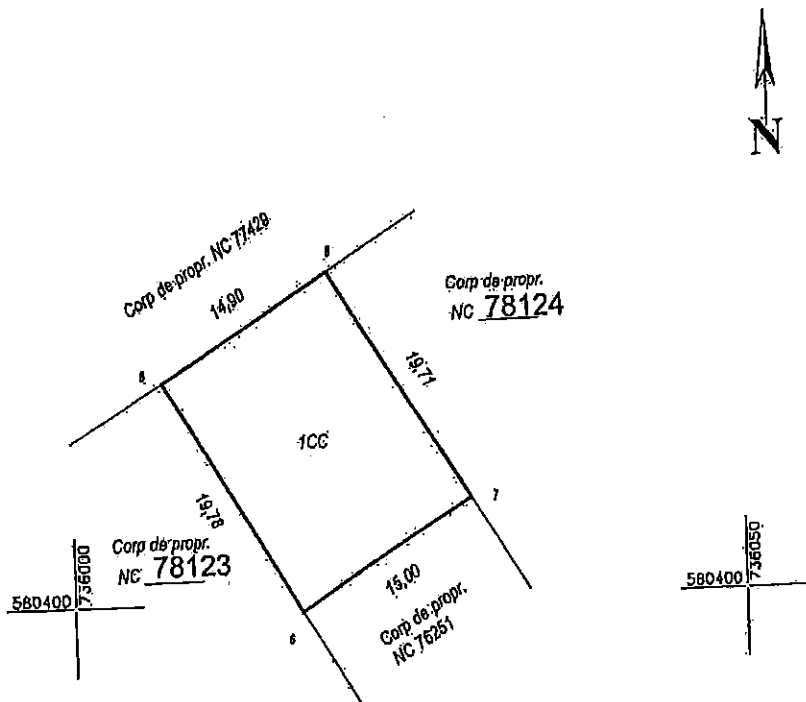 N
Corp de propr. NC 77429
8
14,90
Corp de propr.
NC 78124
19,71
1CC
7
19,78
Corp de propr.
NC 78123
580400
736000
15,00
6
Corp de propr.
NC 76251
580400
736050